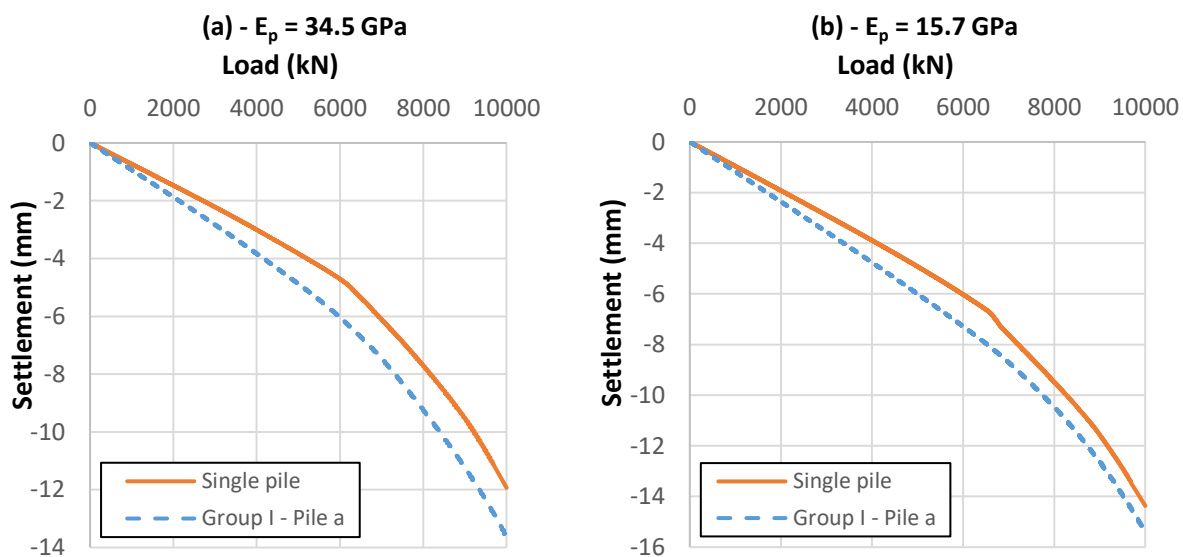 (a) - Eₚ = 34.5 GPa
Load (kN)
0 2000 4000 6000 8000 10000
0
-2
-4
-6
-8
-10
-12
-14
Settlement (mm)
Single pile
Group I - Pile a
(b) - Eₚ = 15.7 GPa
Load (kN)
0 2000 4000 6000 8000 10000
0
-2
-4
-6
-8
-10
-12
-14
-16
Settlement (mm)
Single pile
Group I - Pile a